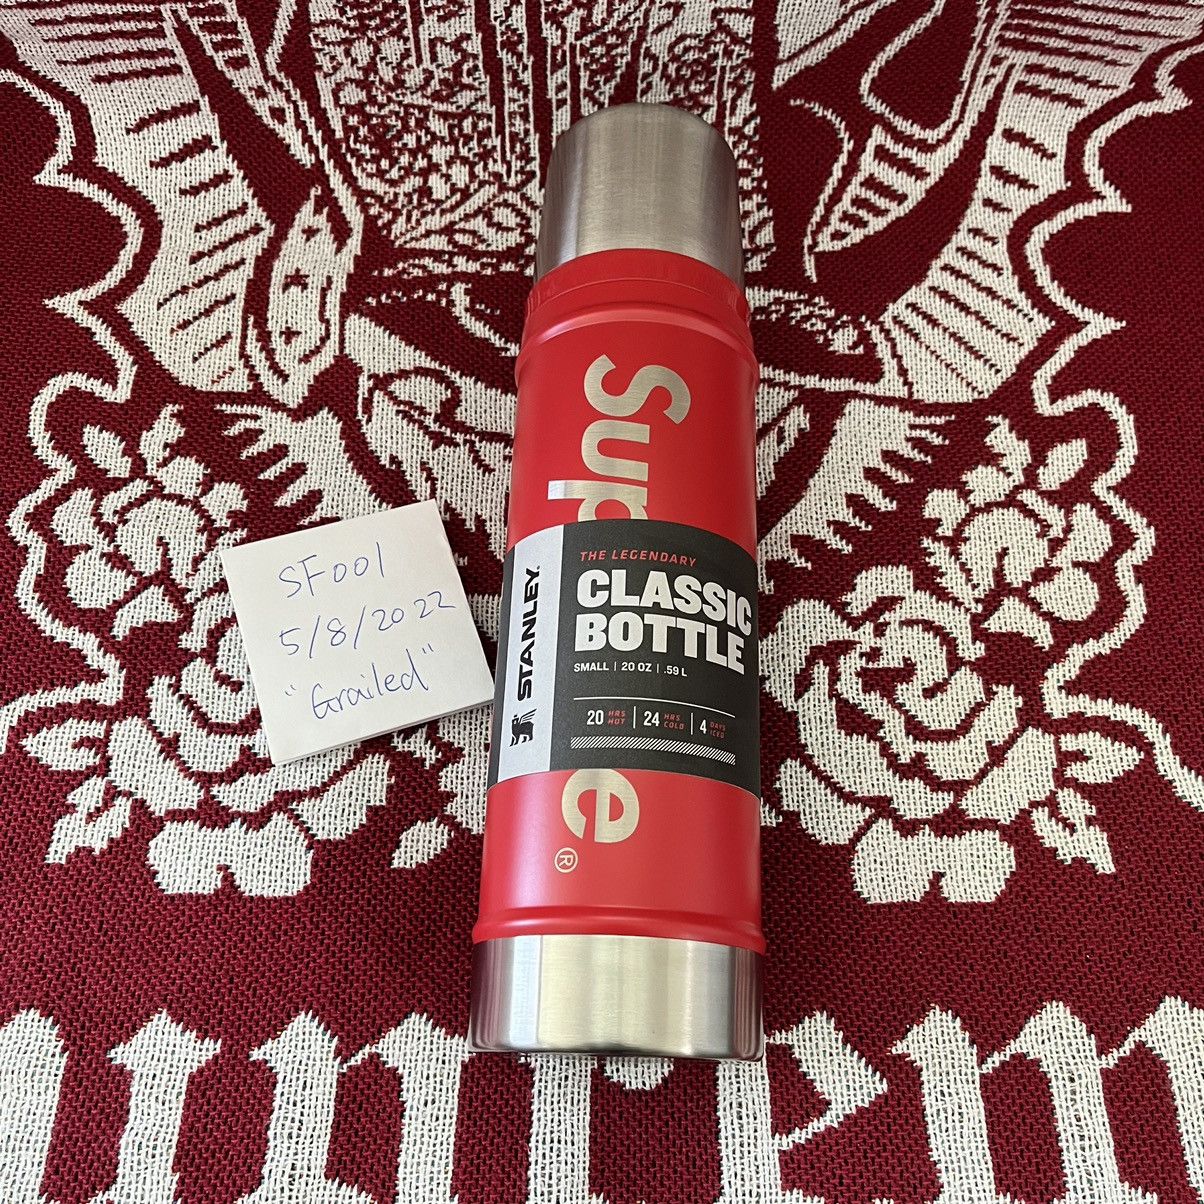 Sup
e
®
STANLEY
THE LEGENDARY
CLASSIC
BOTTLE
SMALL | 20 OZ | .59 L
20 HRS HOT | 24 HRS COLD | 4 DAYS ICED
SF001
5/8/2022
"Grailed"